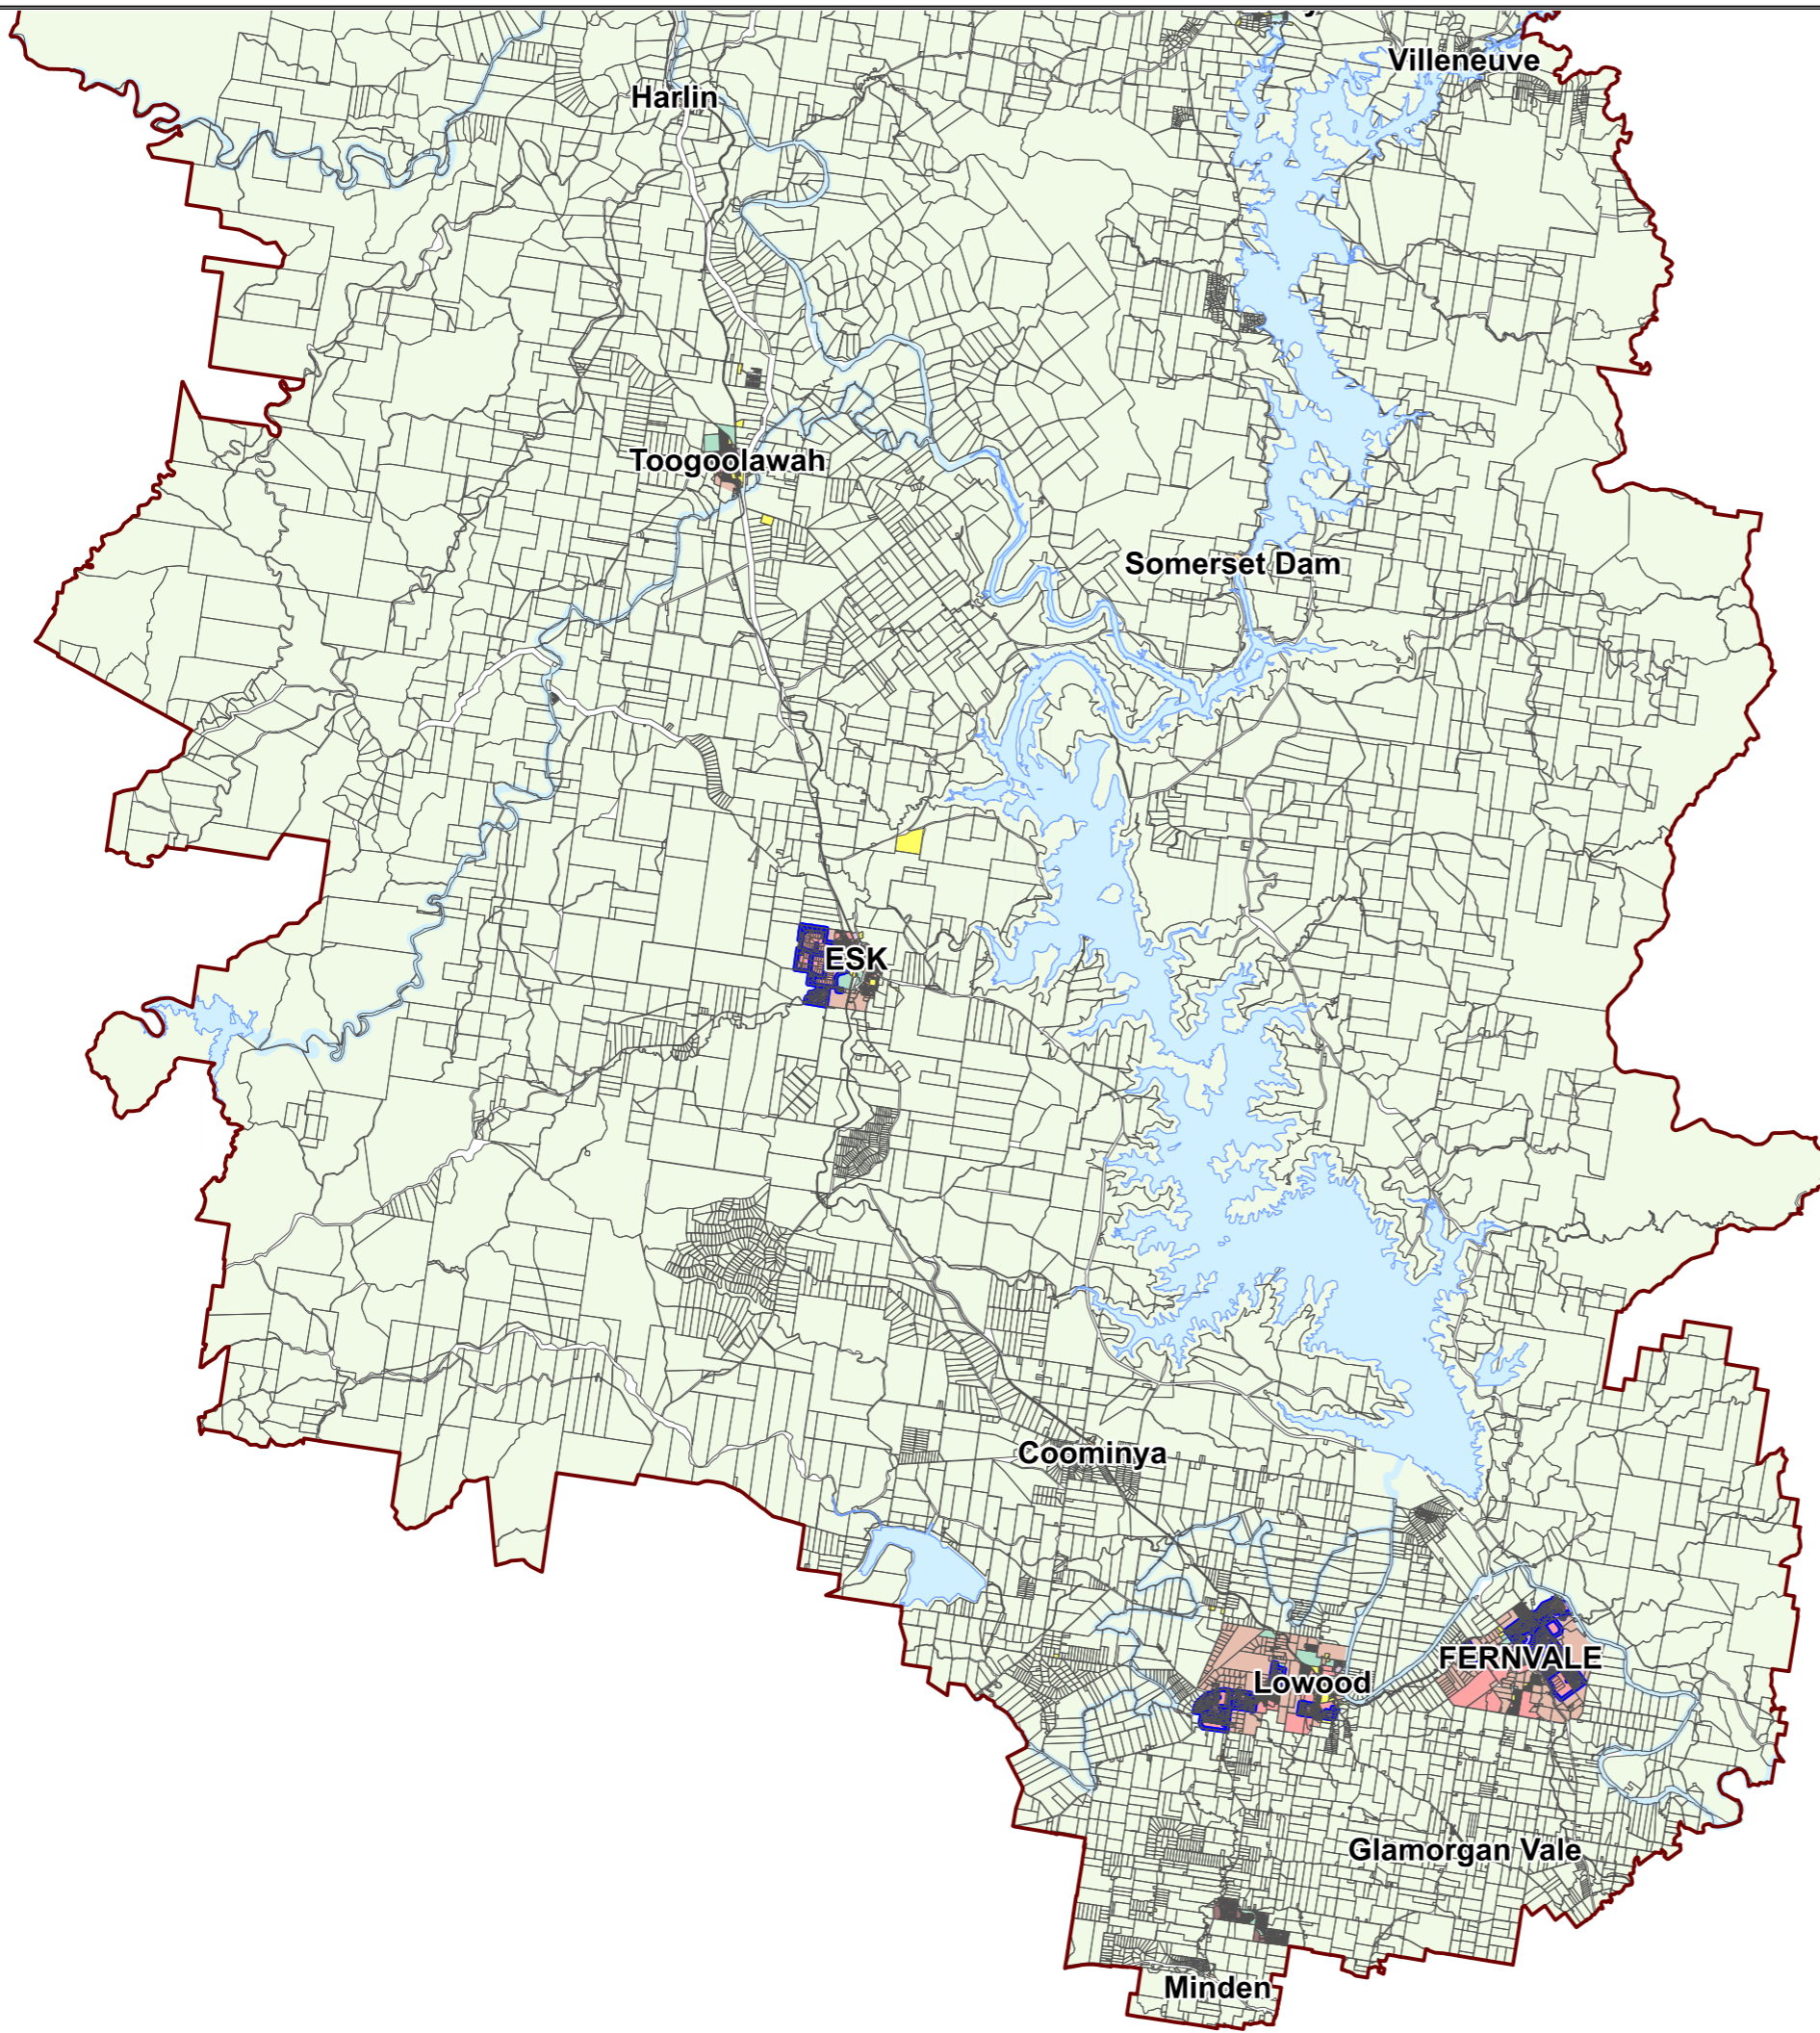 Villeneuve
Harlin
Toogoolawah
Somerset Dam
ESK
Coominya
FERNVALE
Lowood
Glamorgan Vale
Minden